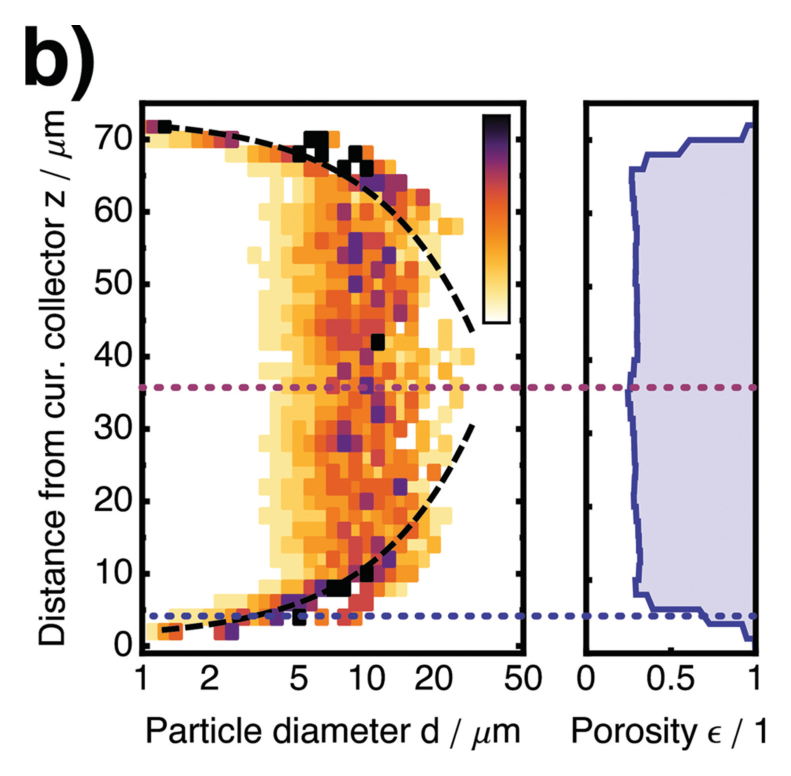 b)
Distance from cur. collector z / μm
70
60
50
40
30
20
10
0
1 2 5 10 20 50
Particle diameter d / μm
0 0.5 1
Porosity ϵ / 1